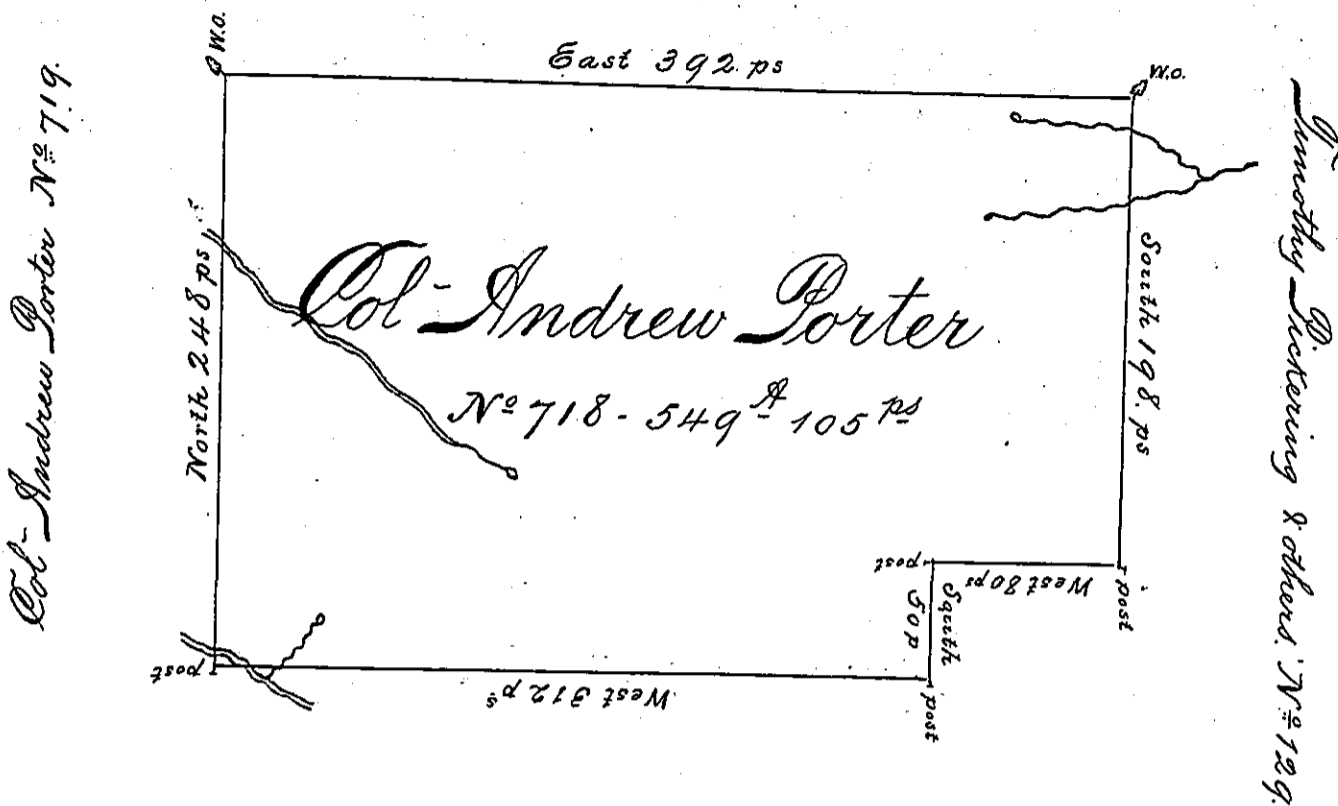 W.O.
East 392 ps
W.O.
Col- Andrew Porter Nº 719.
North 248 ps
Col- Andrew Porter
Nº 718 - 549 A 105 ps
South 198 ps
Timothy Pickering & others. Nº 129.
post
West 80 ps
post
South
50 p
post
West 312 ps
post